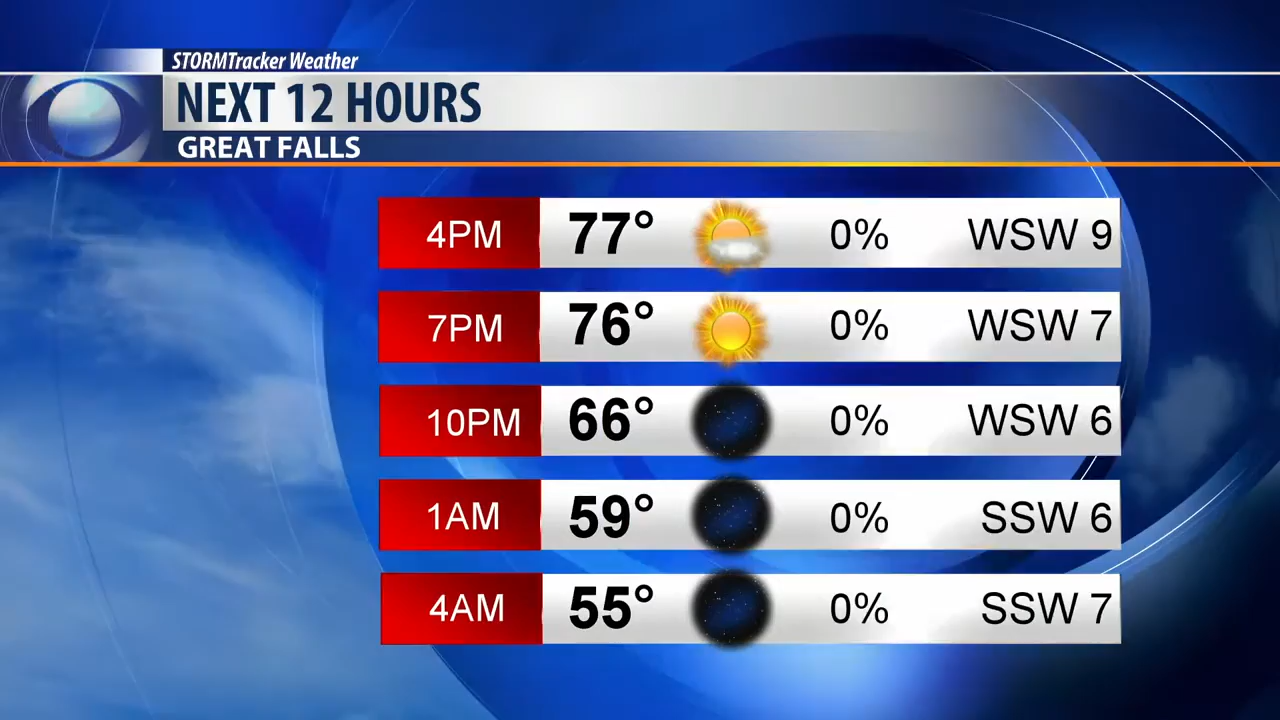 STORMTracker Weather
NEXT 12 HOURS
GREAT FALLS
4PM 77° 0% WSW 9
7PM 76° 0% WSW 7
10PM 66° 0% WSW 6
1AM 59° 0% SSW 6
4AM 55° 0% SSW 7